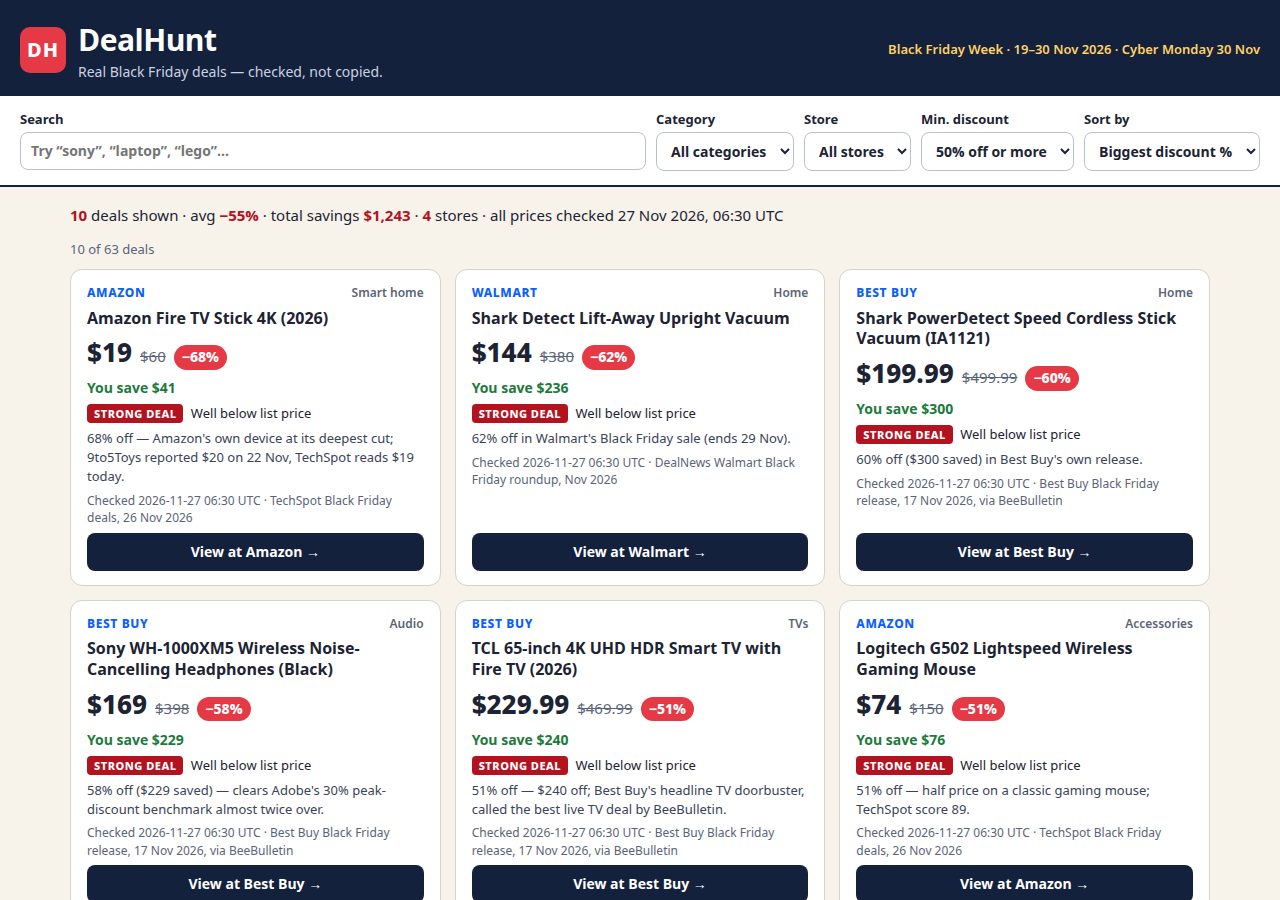 DH
DealHunt
Real Black Friday deals — checked, not copied.
Black Friday Week · 19–30 Nov 2026 · Cyber Monday 30 Nov
Search
Try “sony”, “laptop”, “lego”…
Category
All categories
Store
All stores
Min. discount
50% off or more
Sort by
Biggest discount %
10 deals shown · avg −55% · total savings $1,243 · 4 stores · all prices checked 27 Nov 2026, 06:30 UTC
10 of 63 deals
AMAZON
Smart home
Amazon Fire TV Stick 4K (2026)
$19 $60 −68%
You save $41
STRONG DEAL Well below list price
68% off — Amazon's own device at its deepest cut;
9to5Toys reported $20 on 22 Nov, TechSpot reads $19
today.
Checked 2026-11-27 06:30 UTC · TechSpot Black Friday
deals, 26 Nov 2026
View at Amazon →
WALMART
Home
Shark Detect Lift-Away Upright Vacuum
$144 $380 −62%
You save $236
STRONG DEAL Well below list price
62% off in Walmart's Black Friday sale (ends 29 Nov).
Checked 2026-11-27 06:30 UTC · DealNews Walmart Black
Friday roundup, Nov 2026
View at Walmart →
BEST BUY
Home
Shark PowerDetect Speed Cordless Stick
Vacuum (IA1121)
$199.99 $499.99 −60%
You save $300
STRONG DEAL Well below list price
60% off ($300 saved) in Best Buy's own release.
Checked 2026-11-27 06:30 UTC · Best Buy Black Friday
release, 17 Nov 2026, via BeeBulletin
View at Best Buy →
BEST BUY
Audio
Sony WH-1000XM5 Wireless Noise-
Cancelling Headphones (Black)
$169 $398 −58%
You save $229
STRONG DEAL Well below list price
58% off ($229 saved) — clears Adobe's 30% peak-
discount benchmark almost twice over.
Checked 2026-11-27 06:30 UTC · Best Buy Black Friday
release, 17 Nov 2026, via BeeBulletin
View at Best Buy →
BEST BUY
TVs
TCL 65-inch 4K UHD HDR Smart TV with
Fire TV (2026)
$229.99 $469.99 −51%
You save $240
STRONG DEAL Well below list price
51% off — $240 off; Best Buy's headline TV doorbuster,
called the best live TV deal by BeeBulletin.
Checked 2026-11-27 06:30 UTC · Best Buy Black Friday
release, 17 Nov 2026, via BeeBulletin
View at Best Buy →
AMAZON
Accessories
Logitech G502 Lightspeed Wireless
Gaming Mouse
$74 $150 −51%
You save $76
STRONG DEAL Well below list price
51% off — half price on a classic gaming mouse;
TechSpot score 89.
Checked 2026-11-27 06:30 UTC · TechSpot Black Friday
deals, 26 Nov 2026
View at Amazon →